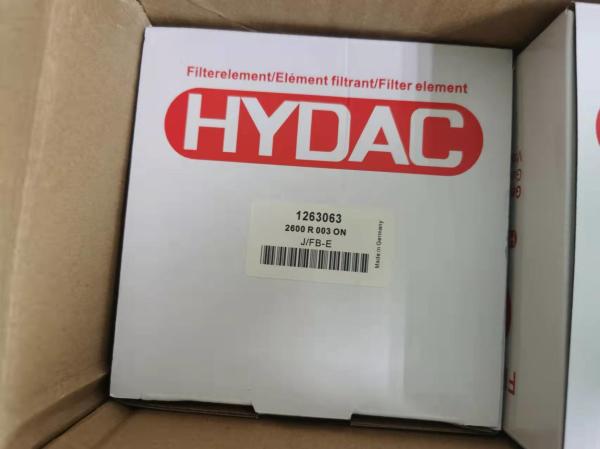 Filterelement/Elément filtrant/Filter element
HYDAC
1263063
2600 R 003 ON
J/FB-E
Made in Germany